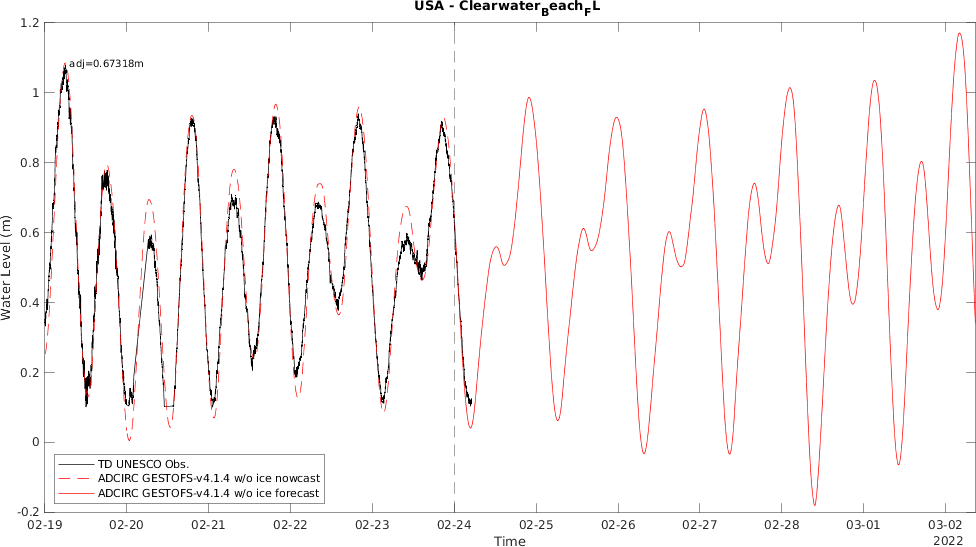 USA - Clearwater_Beach_FL
adj=0.67318m
1.2
1
0.8
0.6
0.4
0.2
0
-0.2
Water Level (m)
TD UNESCO Obs.
ADCIRC GESTOFS-v4.1.4 w/o ice nowcast
ADCIRC GESTOFS-v4.1.4 w/o ice forecast
02-19 02-20 02-21 02-22 02-23 02-24 02-25 02-26 02-27 02-28 03-01 03-02
Time 2022